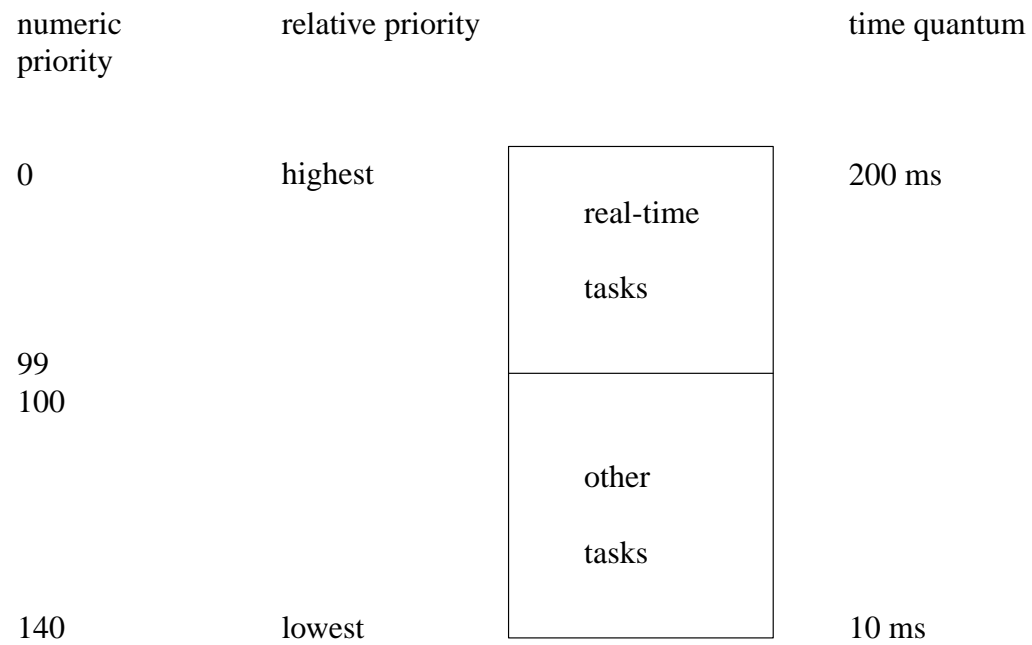 numeric priority relative priority time quantum
0 highest 200 ms
real-time
tasks
99
100
other
tasks
140 lowest 10 ms